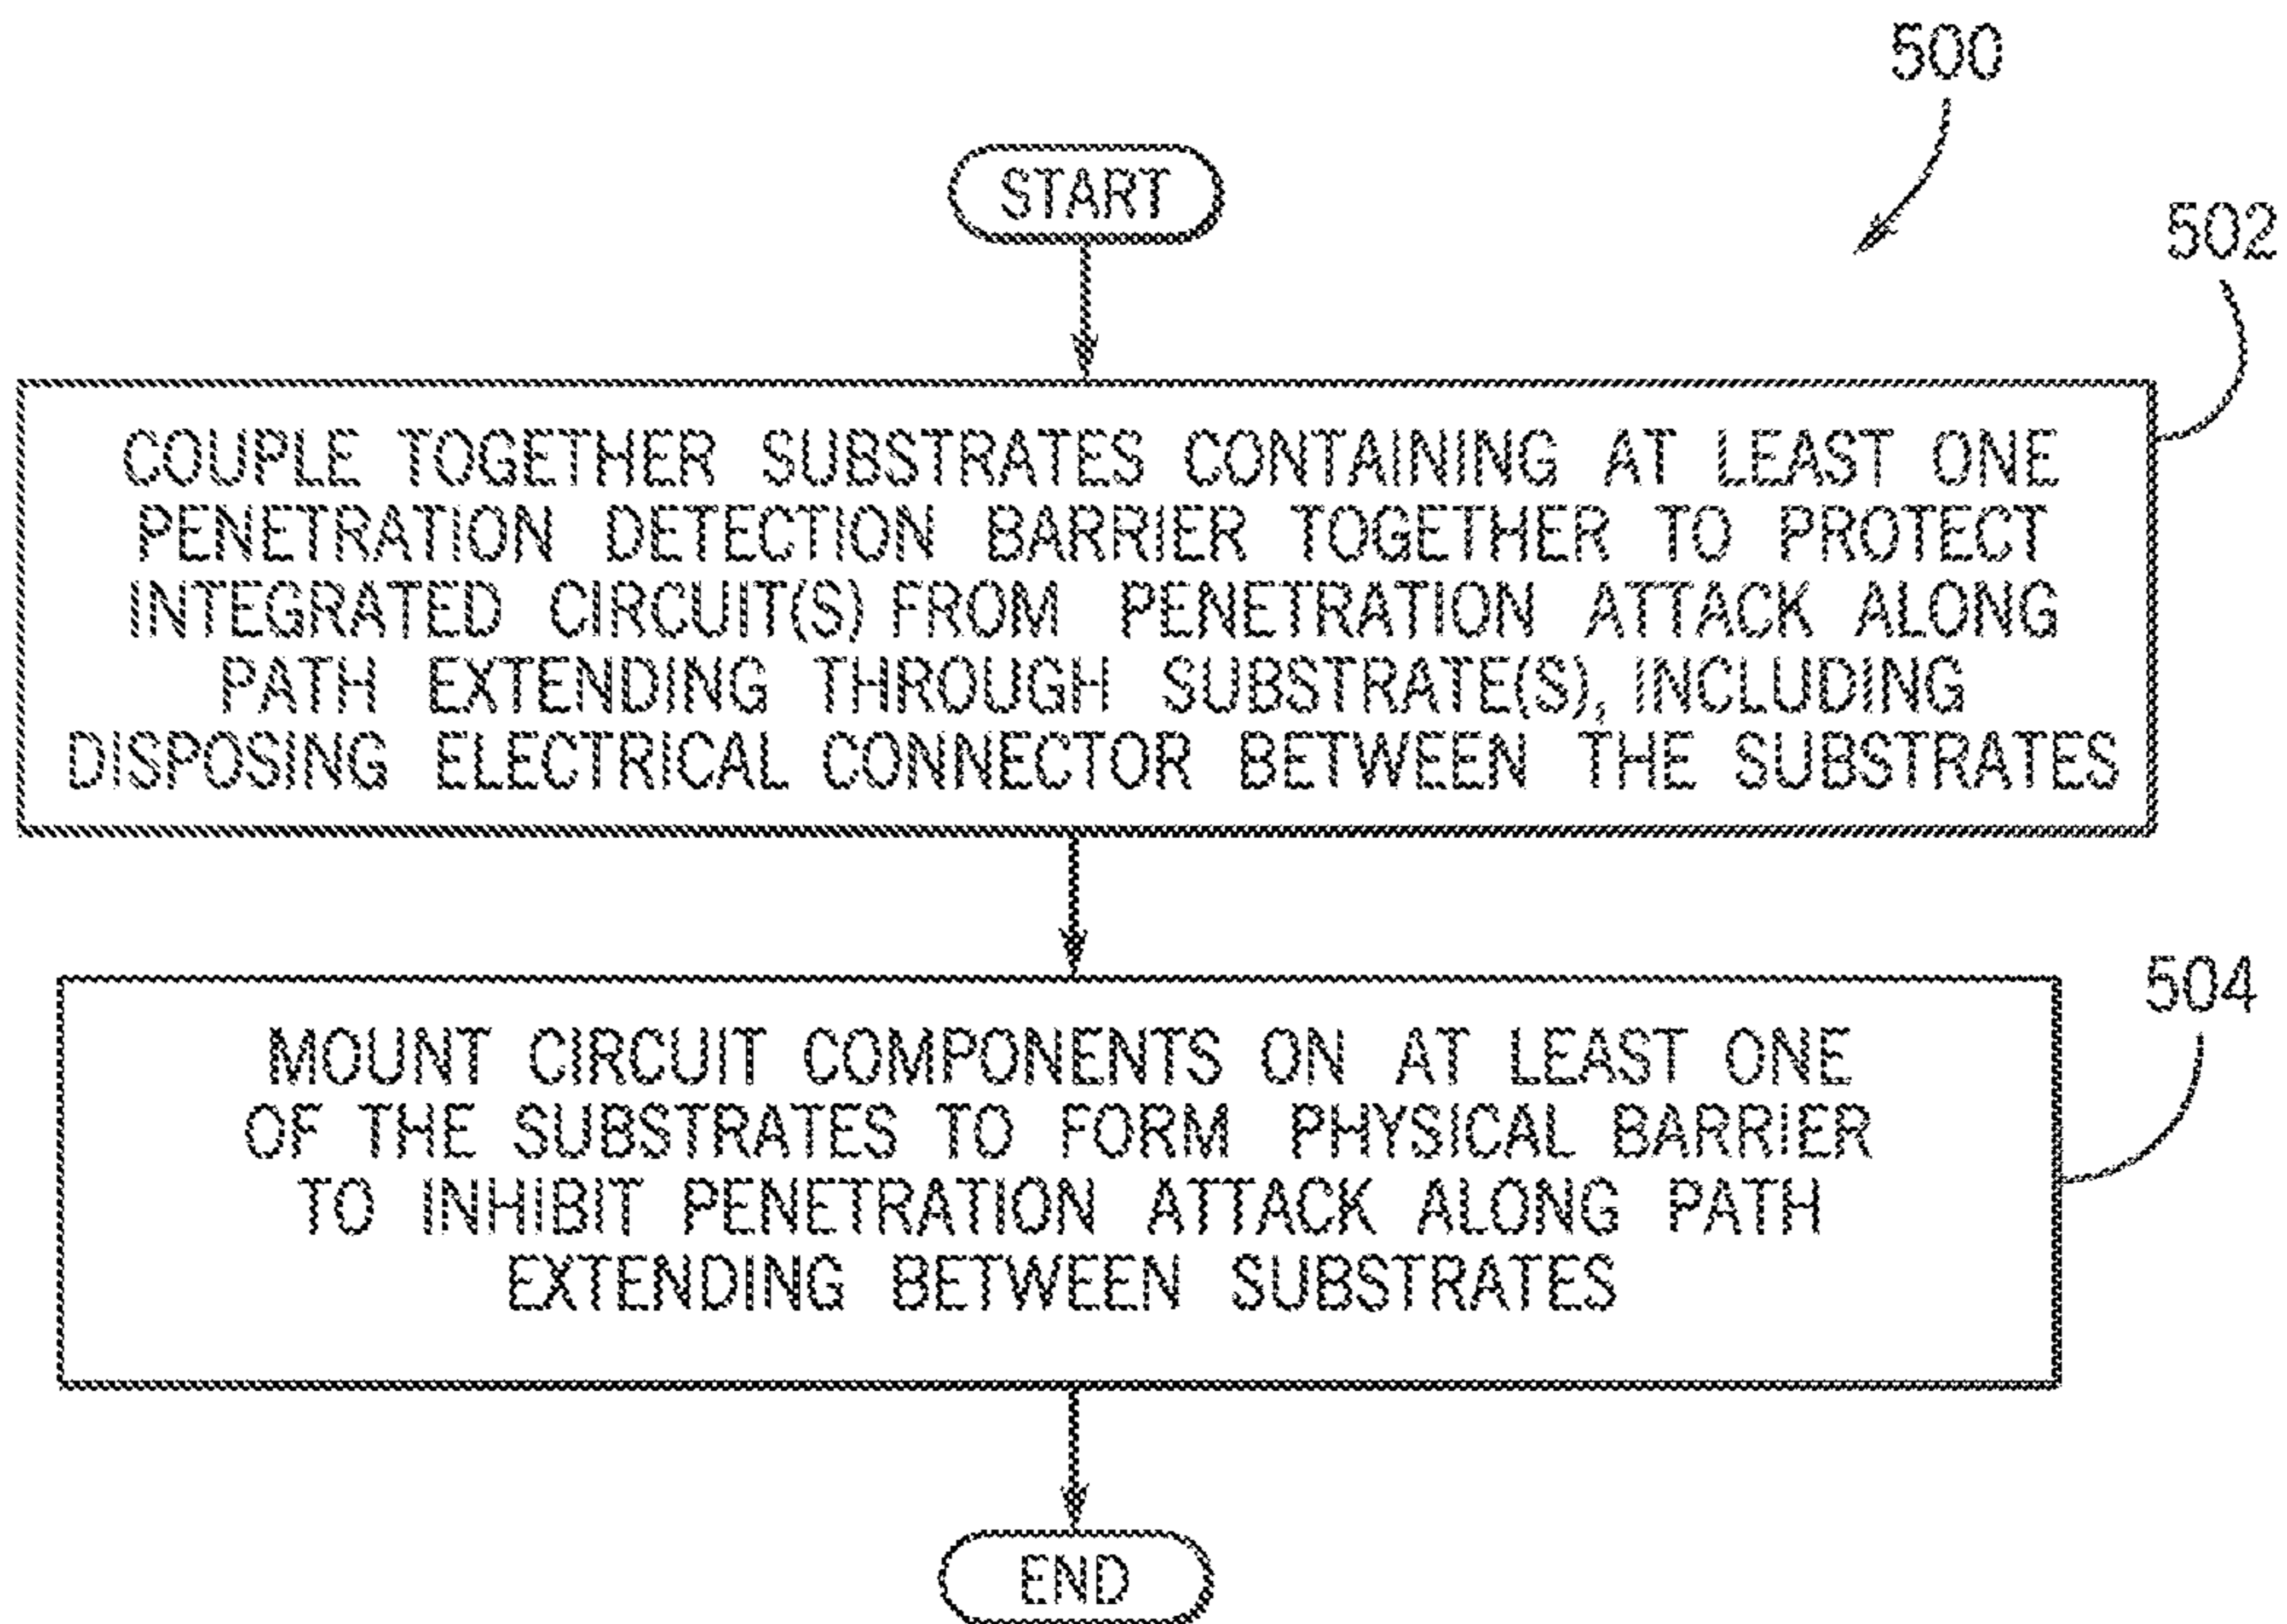 500
START
502
COUPLE TOGETHER SUBSTRATES CONTAINING AT LEAST ONE
PENETRATION DETECTION BARRIER TOGETHER TO PROTECT
INTEGRATED CIRCUIT(S) FROM PENETRATION ATTACK ALONG
PATH EXTENDING THROUGH SUBSTRATE(S), INCLUDING
DISPOSING ELECTRICAL CONNECTOR BETWEEN THE SUBSTRATES
504
MOUNT CIRCUIT COMPONENTS ON AT LEAST ONE
OF THE SUBSTRATES TO FORM PHYSICAL BARRIER
TO INHIBIT PENETRATION ATTACK ALONG PATH
EXTENDING BETWEEN SUBSTRATES
END